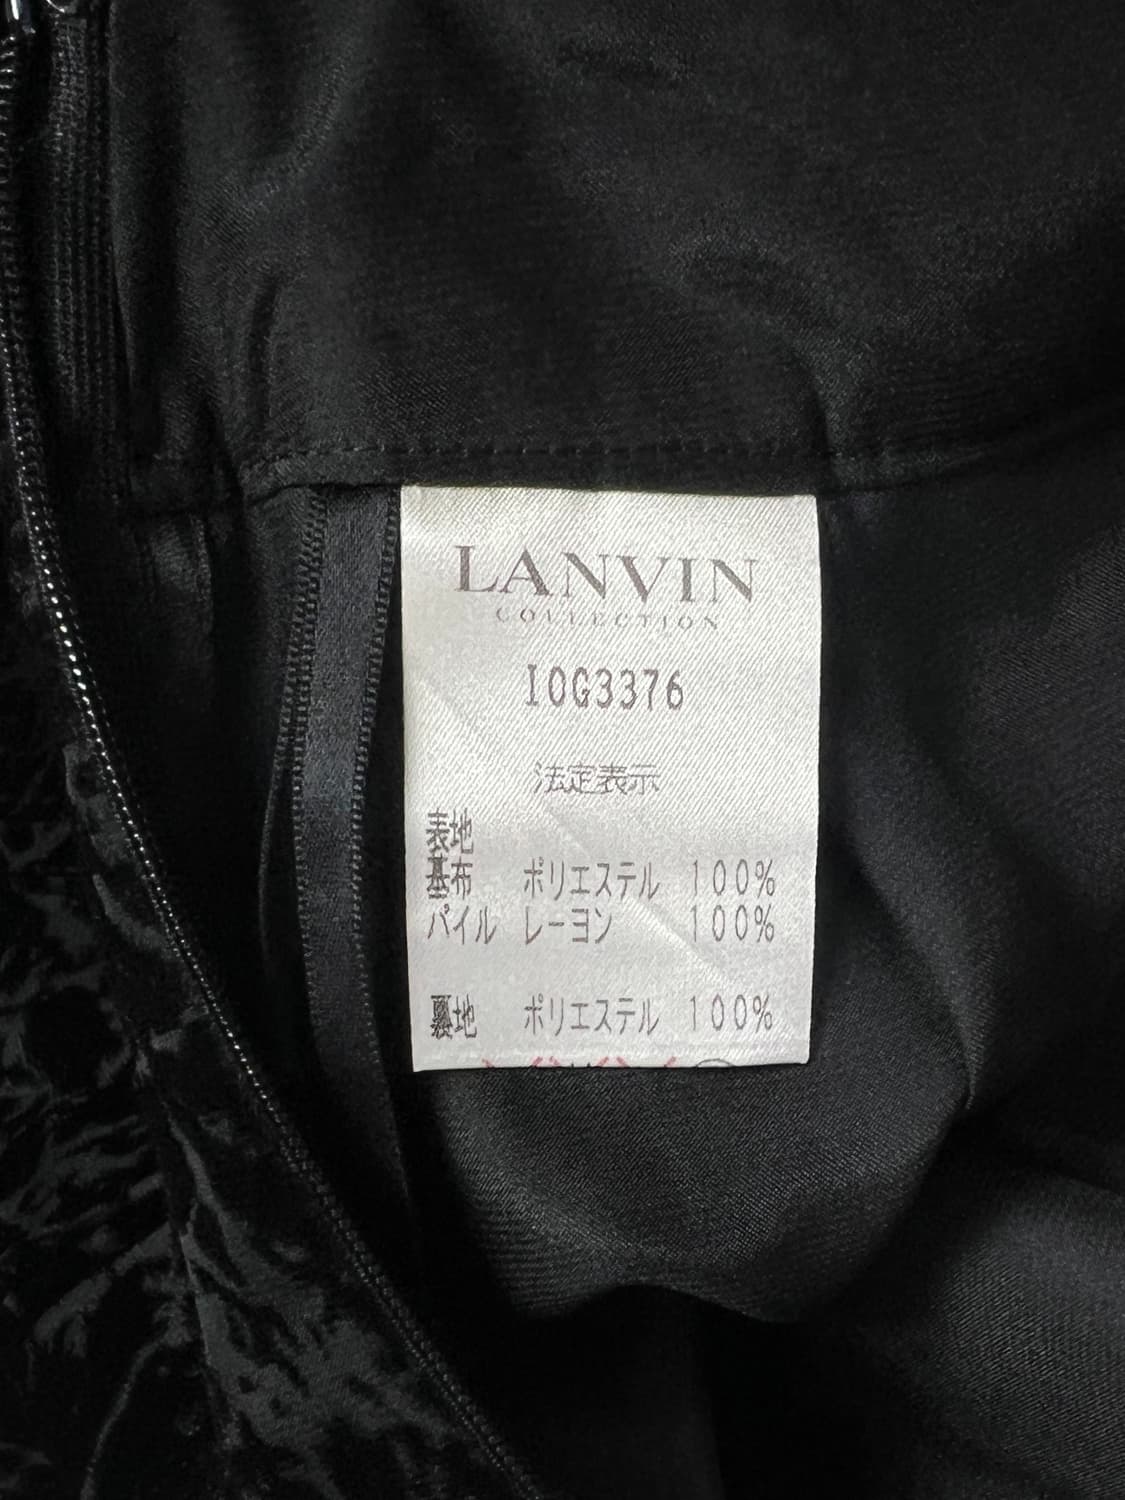 LANVIN
COLLECTION
I0G3376
法定表示
表地
基布 ポリエステル 100%
パイル レーヨン 100%
裏地 ポリエステル 100%